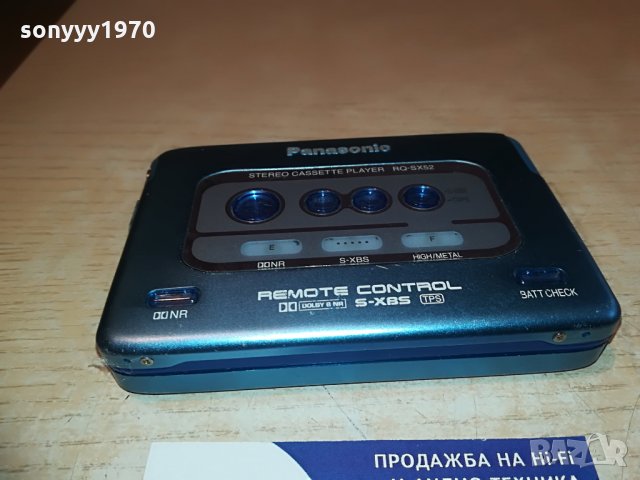 sonyyy1970
Panasonic
STEREO CASSETTE PLAYER RQ-SX52
E
F
NR S-XBS HIGH/METAL
REMOTE CONTROL
DOLBY B NR S-XBS TPS
NR
BATT CHECK
BAZAR
ПРОДАЖБА НА Hi-Fi
И АУДИО ТЕХНИКА